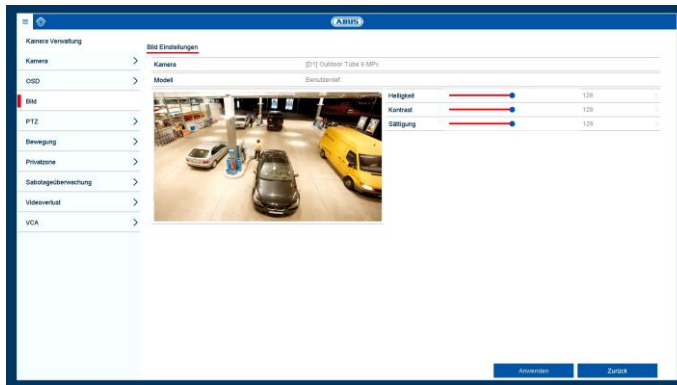 ABUS
Kamera Verwaltung
Kamera
OSD
Bild
PTZ
Bewegung
Privatzone
Sabotageüberwachung
Videoverlust
VCA
Bild Einstellungen
Kamera [D1] Outdoor Tube 6 MPx
Modell Benutzerdef.
Helligkeit 128
Kontrast 128
Sättigung 128
Anwenden Zurück